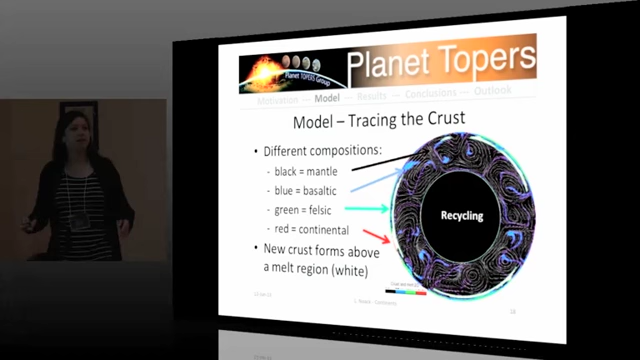 Planet TOPERS Group
Planet Topers
Motivation — Model — Results — Conclusions — Outlook
Model – Tracing the Crust
• Different compositions:
- black = mantle
- blue = basaltic
- green = felsic
- red = continental
• New crust forms above
a melt region (white)
Recycling